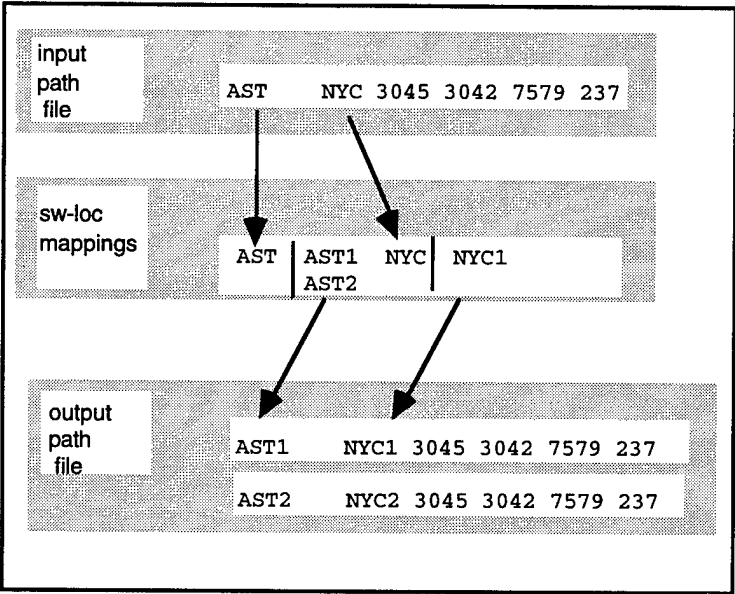 input
path
file
AST NYC 3045 3042 7579 237
sw-loc
mappings
AST AST1 NYC NYC1
AST2
output
path
file
AST1 NYC1 3045 3042 7579 237
AST2 NYC2 3045 3042 7579 237